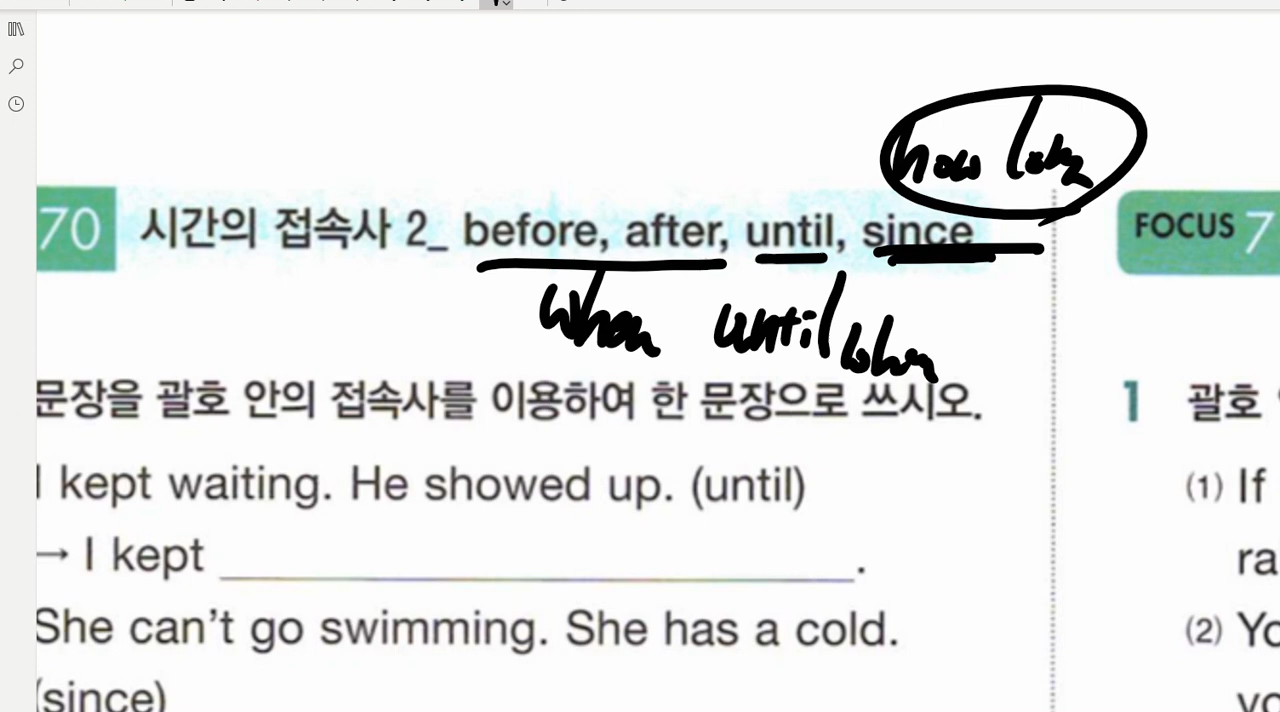 how long
70 시간의 접속사 2_ before, after, until, since
when until when
문장을 괄호 안의 접속사를 이용하여 한 문장으로 쓰시오.
I kept waiting. He showed up. (until)
→ I kept ____________.
She can't go swimming. She has a cold.
(since)
FOCUS 7
1 괄호
(1) If
ra
(2) Yo
yo